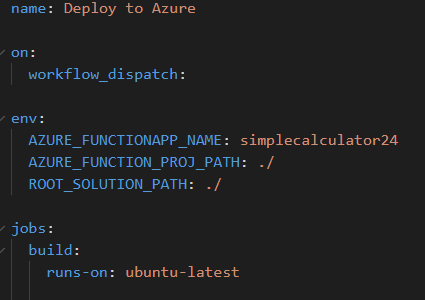 name: Deploy to Azure
on:
workflow_dispatch:
env:
AZURE_FUNCTIONAPP_NAME: simplecalculator24
AZURE_FUNCTION_PROJ_PATH: ./
ROOT_SOLUTION_PATH: ./
jobs:
build:
runs-on: ubuntu-latest